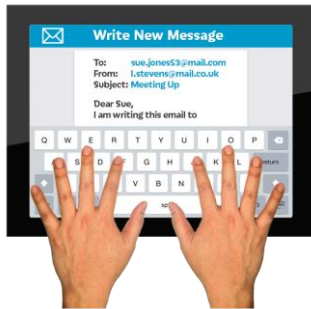 Write New Message
To: sue.jones53@mail.com
From: l.stevens@mail.co.uk
Subject: Meeting Up
Dear Sue,
I am writing this email to
Q W E R T Y U I O P
A S D G H K L return
V B N